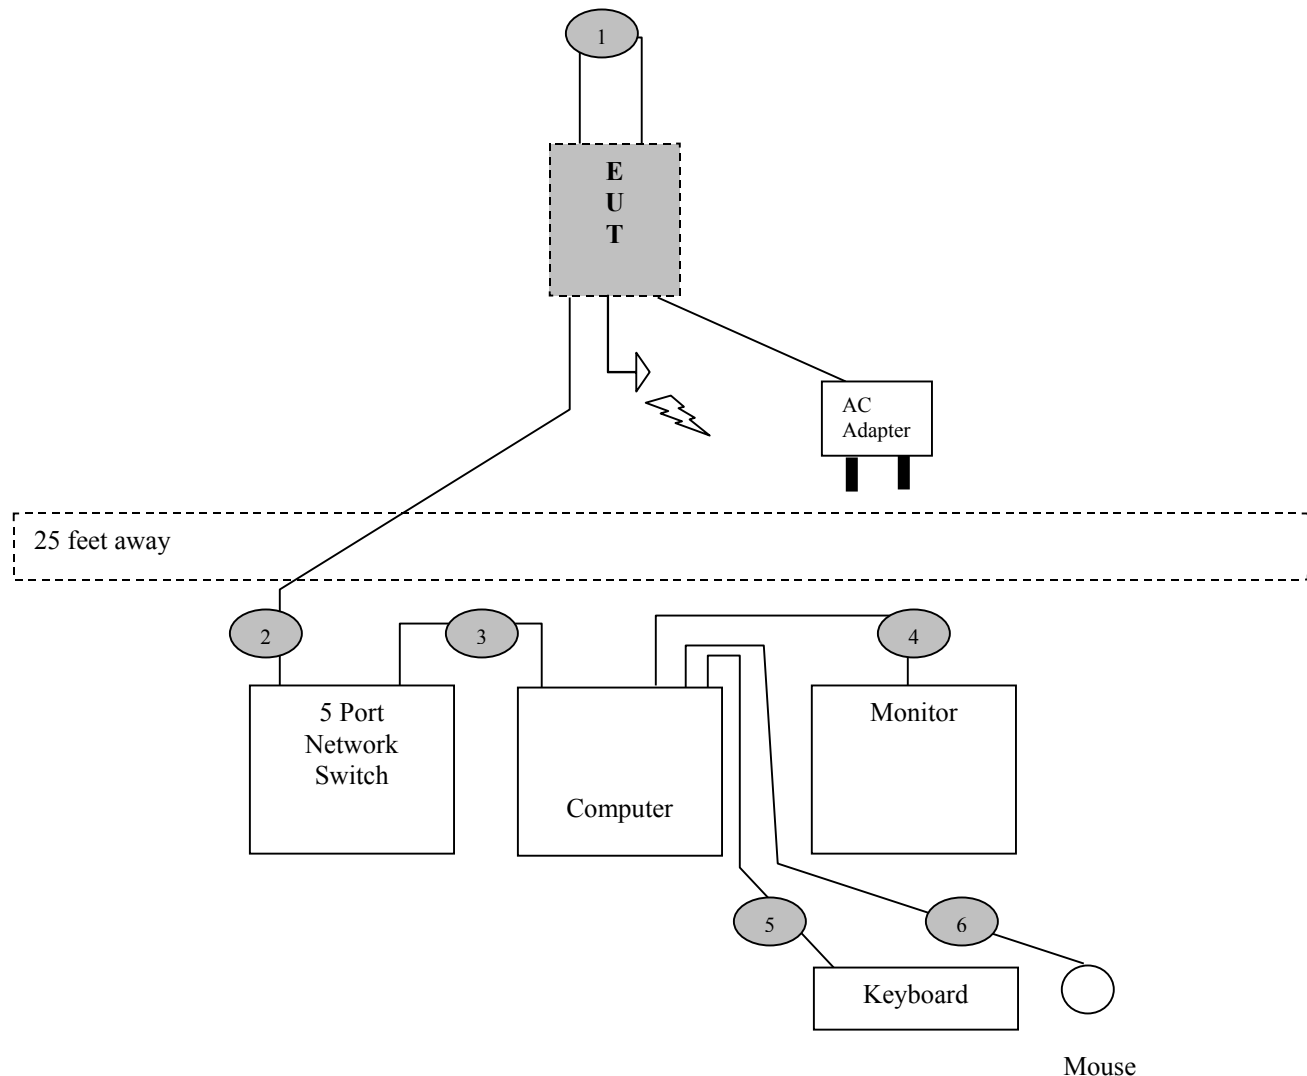 1
E
U
T
AC
Adapter
25 feet away
2
3
4
5 Port
Network
Switch
Computer
Monitor
5
6
Keyboard
Mouse